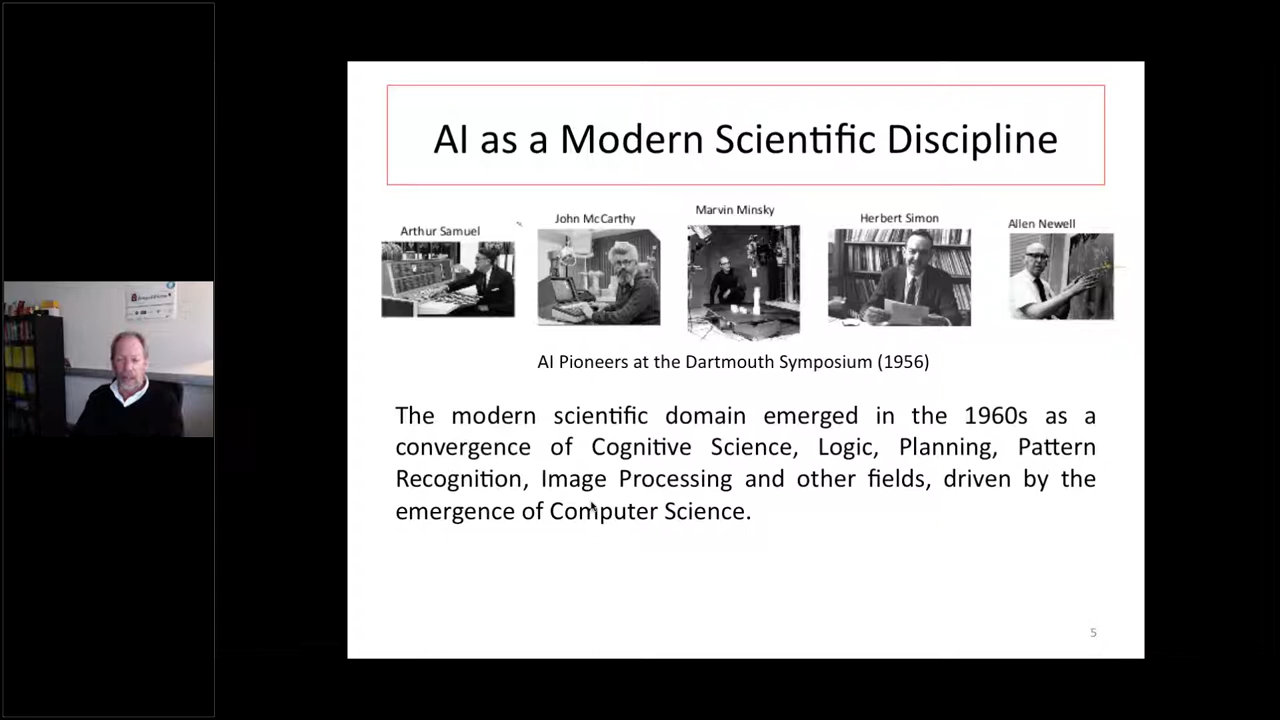 AI as a Modern Scientific Discipline
Arthur Samuel
John McCarthy
Marvin Minsky
Herbert Simon
Allen Newell
AI Pioneers at the Dartmouth Symposium (1956)
The modern scientific domain emerged in the 1960s as a
convergence of Cognitive Science, Logic, Planning, Pattern
Recognition, Image Processing and other fields, driven by the
emergence of Computer Science.
5